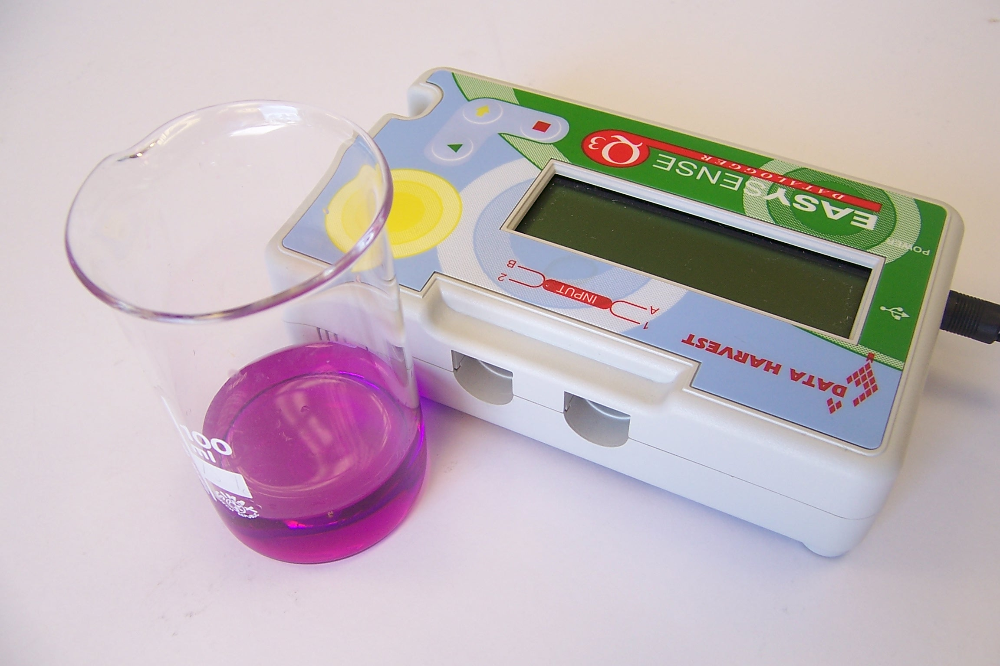 EASYSENSE Q3
DATALOGGER
POWER
1 A
INPUT
2 B
DATA HARVEST
100
ml